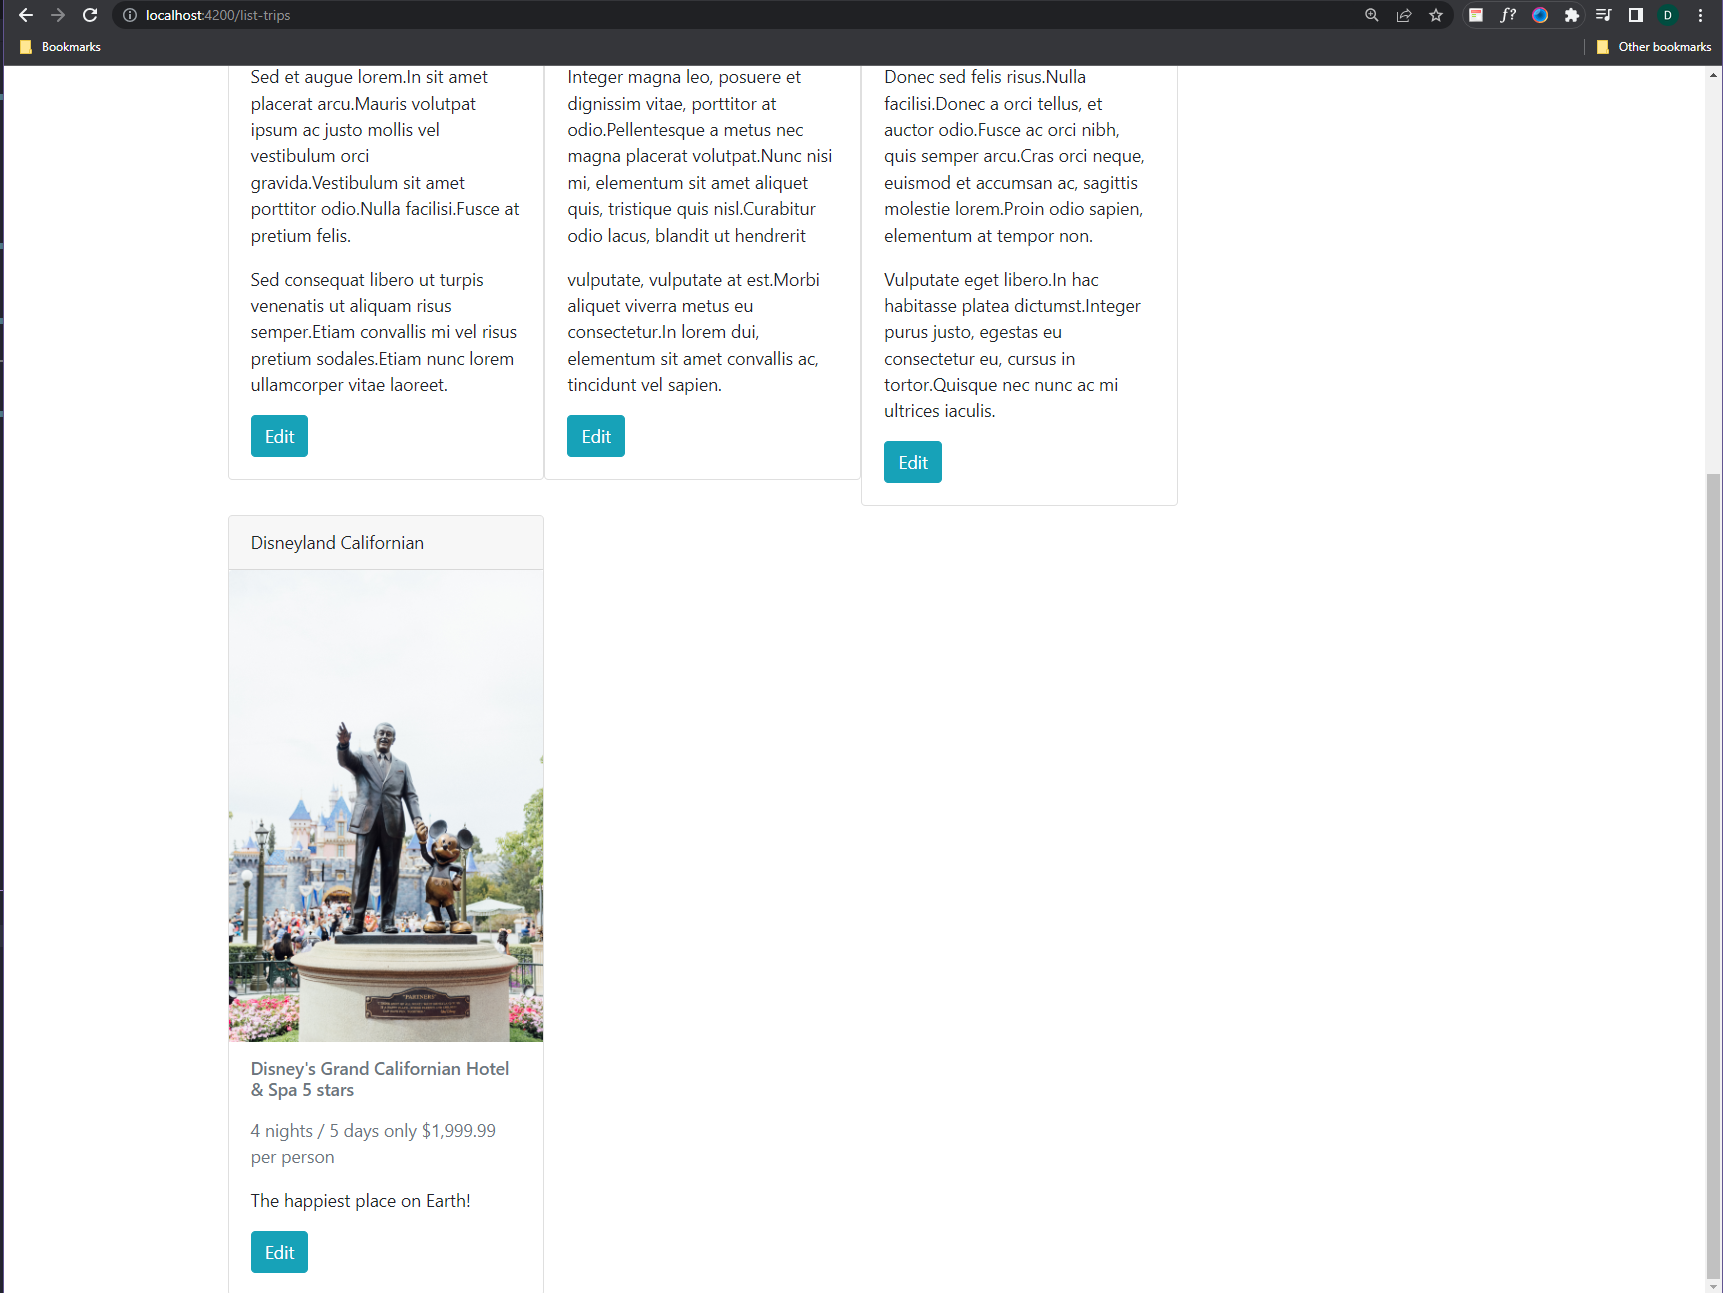 localhost:4200/list-trips
f?
D
Bookmarks
Other bookmarks
Sed et augue lorem.In sit amet
placerat arcu.Mauris volutpat
ipsum ac justo mollis vel
vestibulum orci
gravida.Vestibulum sit amet
porttitor odio.Nulla facilisi.Fusce at
pretium felis.
Sed consequat libero ut turpis
venenatis ut aliquam risus
semper.Etiam convallis mi vel risus
pretium sodales.Etiam nunc lorem
ullamcorper vitae laoreet.
Edit
Integer magna leo, posuere et
dignissim vitae, porttitor at
odio.Pellentesque a metus nec
magna placerat volutpat.Nunc nisi
mi, elementum sit amet aliquet
quis, tristique quis nisl.Curabitur
odio lacus, blandit ut hendrerit
vulputate, vulputate at est.Morbi
aliquet viverra metus eu
consectetur.In lorem dui,
elementum sit amet convallis ac,
tincidunt vel sapien.
Edit
Donec sed felis risus.Nulla
facilisi.Donec a orci tellus, et
auctor odio.Fusce ac orci nibh,
quis semper arcu.Cras orci neque,
euismod et accumsan ac, sagittis
molestie lorem.Proin odio sapien,
elementum at tempor non.
Vulputate eget libero.In hac
habitasse platea dictumst.Integer
purus justo, egestas eu
consectetur eu, cursus in
tortor.Quisque nec nunc ac mi
ultrices iaculis.
Edit
Disneyland Californian
"PARTNERS"
Disney's Grand Californian Hotel
& Spa 5 stars
4 nights / 5 days only $1,999.99
per person
The happiest place on Earth!
Edit